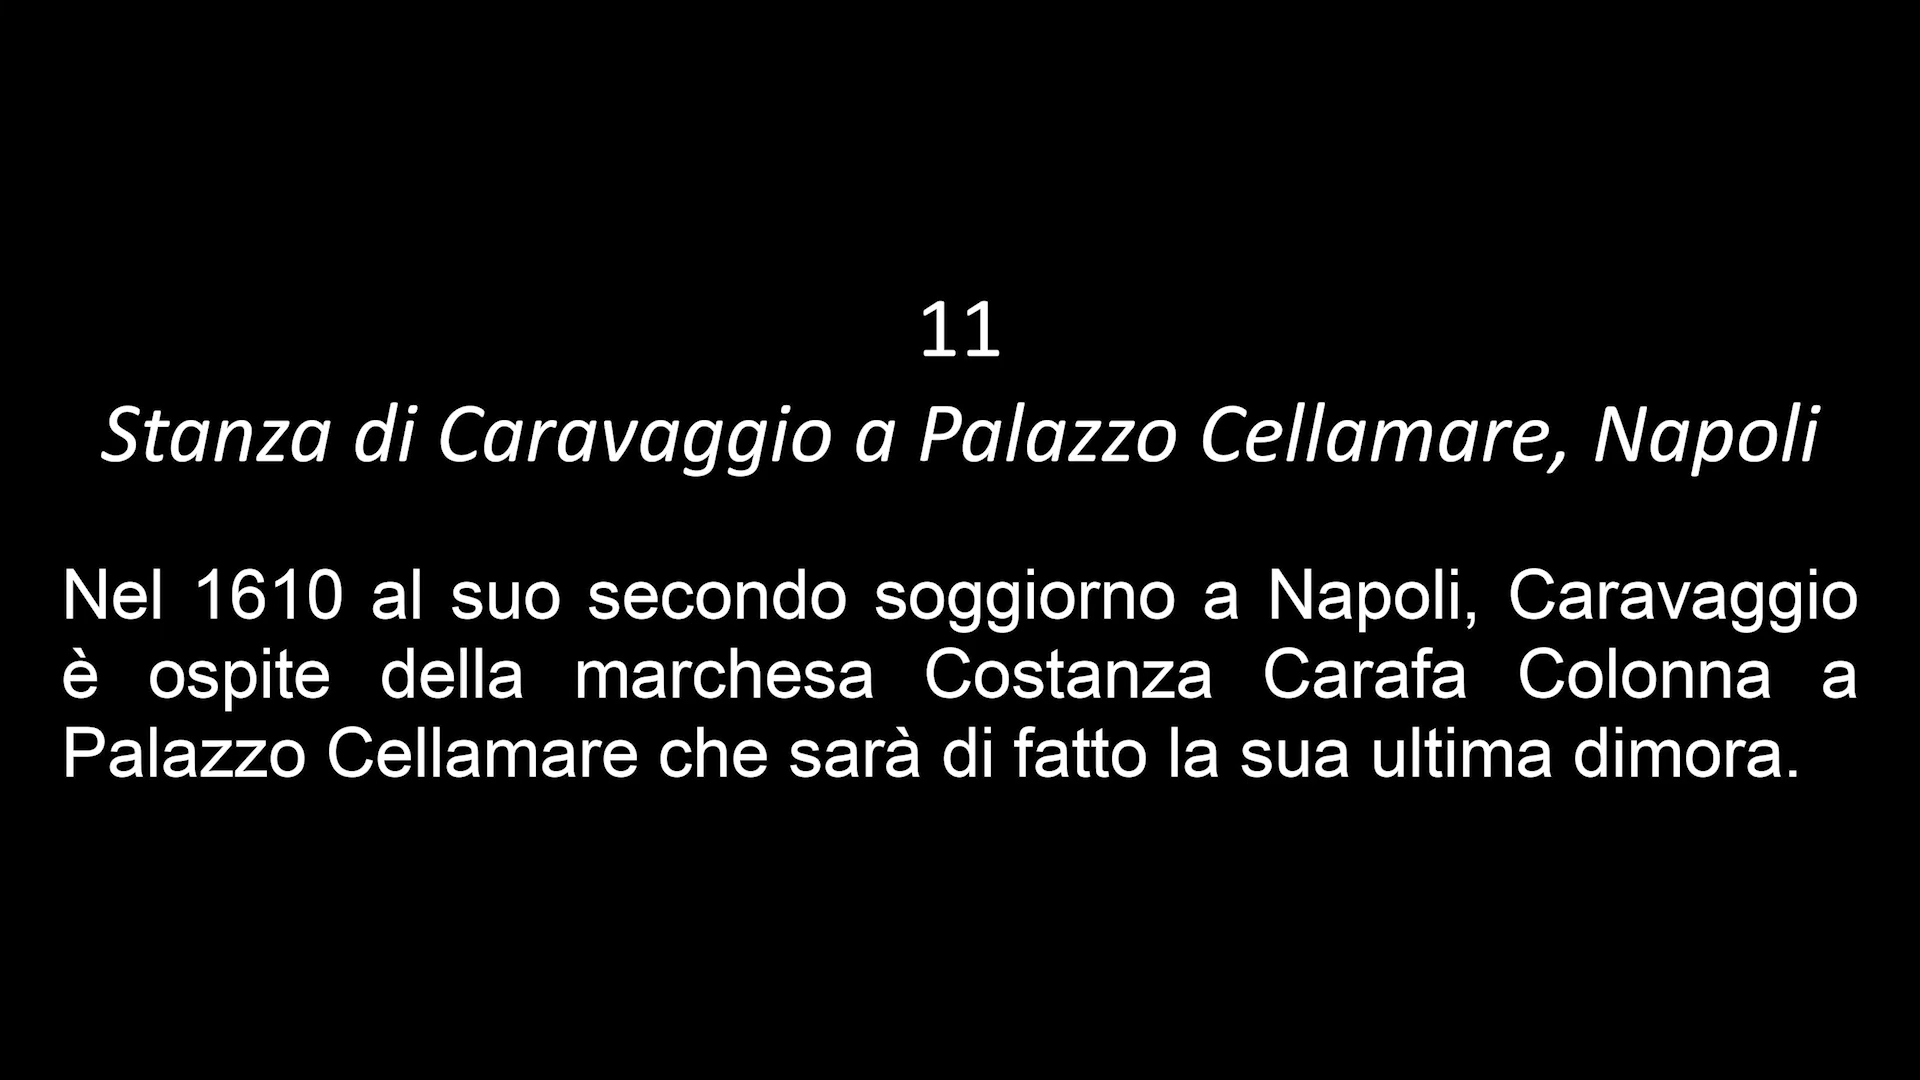 11
Stanza di Caravaggio a Palazzo Cellamare, Napoli
Nel 1610 al suo secondo soggiorno a Napoli, Caravaggio
è ospite della marchesa Costanza Carafa Colonna a
Palazzo Cellamare che sarà di fatto la sua ultima dimora.